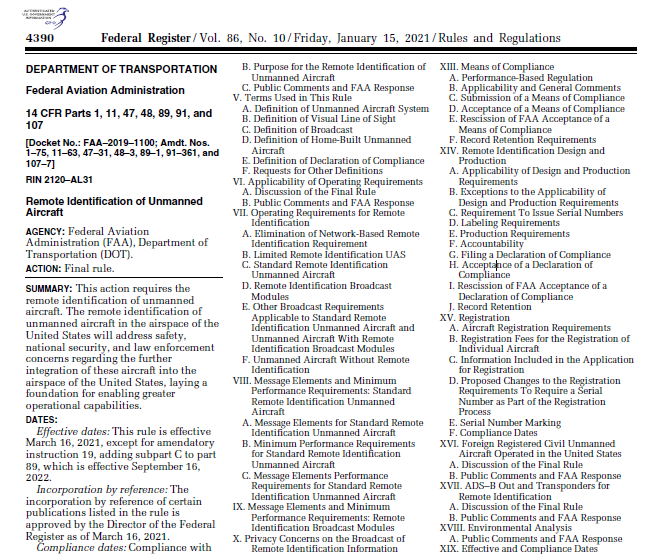 AUTHENTICATED
U.S. GOVERNMENT
INFORMATION
GPO
4390 Federal Register / Vol. 86, No. 10 / Friday, January 15, 2021 / Rules and Regulations
DEPARTMENT OF TRANSPORTATION
Federal Aviation Administration
14 CFR Parts 1, 11, 47, 48, 89, 91, and
107
[Docket No.: FAA–2019–1100; Amdt. Nos.
1–75, 11–63, 47–31, 48–3, 89–1, 91–361, and
107–7]
RIN 2120–AL31
Remote Identification of Unmanned
Aircraft
AGENCY: Federal Aviation
Administration (FAA), Department of
Transportation (DOT).
ACTION: Final rule.
SUMMARY: This action requires the
remote identification of unmanned
aircraft. The remote identification of
unmanned aircraft in the airspace of the
United States will address safety,
national security, and law enforcement
concerns regarding the further
integration of these aircraft into the
airspace of the United States, laying a
foundation for enabling greater
operational capabilities.
DATES:
Effective dates: This rule is effective
March 16, 2021, except for amendatory
instruction 19, adding subpart C to part
89, which is effective September 16,
2022.
Incorporation by reference: The
incorporation by reference of certain
publications listed in the rule is
approved by the Director of the Federal
Register as of March 16, 2021.
Compliance dates: Compliance with
B. Purpose for the Remote Identification of
Unmanned Aircraft
C. Public Comments and FAA Response
V. Terms Used in This Rule
A. Definition of Unmanned Aircraft System
B. Definition of Visual Line of Sight
C. Definition of Broadcast
D. Definition of Home-Built Unmanned
Aircraft
E. Definition of Declaration of Compliance
F. Requests for Other Definitions
VI. Applicability of Operating Requirements
A. Discussion of the Final Rule
B. Public Comments and FAA Response
VII. Operating Requirements for Remote
Identification
A. Elimination of Network-Based Remote
Identification Requirement
B. Limited Remote Identification UAS
C. Standard Remote Identification
Unmanned Aircraft
D. Remote Identification Broadcast
Modules
E. Other Broadcast Requirements
Applicable to Standard Remote
Identification Unmanned Aircraft and
Unmanned Aircraft With Remote
Identification Broadcast Modules
F. Unmanned Aircraft Without Remote
Identification
VIII. Message Elements and Minimum
Performance Requirements: Standard
Remote Identification Unmanned
Aircraft
A. Message Elements for Standard Remote
Identification Unmanned Aircraft
B. Minimum Performance Requirements
for Standard Remote Identification
Unmanned Aircraft
C. Message Elements Performance
Requirements for Standard Remote
Identification Unmanned Aircraft
IX. Message Elements and Minimum
Performance Requirements: Remote
Identification Broadcast Modules
X. Privacy Concerns on the Broadcast of
Remote Identification Information
XIII. Means of Compliance
A. Performance-Based Regulation
B. Applicability and General Comments
C. Submission of a Means of Compliance
D. Acceptance of a Means of Compliance
E. Rescission of FAA Acceptance of a
Means of Compliance
F. Record Retention Requirements
XIV. Remote Identification Design and
Production
A. Applicability of Design and Production
Requirements
B. Exceptions to the Applicability of
Design and Production Requirements
C. Requirement To Issue Serial Numbers
D. Labeling Requirements
E. Production Requirements
F. Accountability
G. Filing a Declaration of Compliance
H. Acceptance of a Declaration of
Compliance
I. Rescission of FAA Acceptance of a
Declaration of Compliance
J. Record Retention
XV. Registration
A. Aircraft Registration Requirements
B. Registration Fees for the Registration of
Individual Aircraft
C. Information Included in the Application
for Registration
D. Proposed Changes to the Registration
Requirements To Require a Serial
Number as Part of the Registration
Process
E. Serial Number Marking
F. Compliance Dates
XVI. Foreign Registered Civil Unmanned
Aircraft Operated in the United States
A. Discussion of the Final Rule
B. Public Comments and FAA Response
XVII. ADS–B Out and Transponders for
Remote Identification
A. Discussion of the Final Rule
B. Public Comments and FAA Response
XVIII. Environmental Analysis
A. Public Comments and FAA Response
XIX. Effective and Compliance Dates